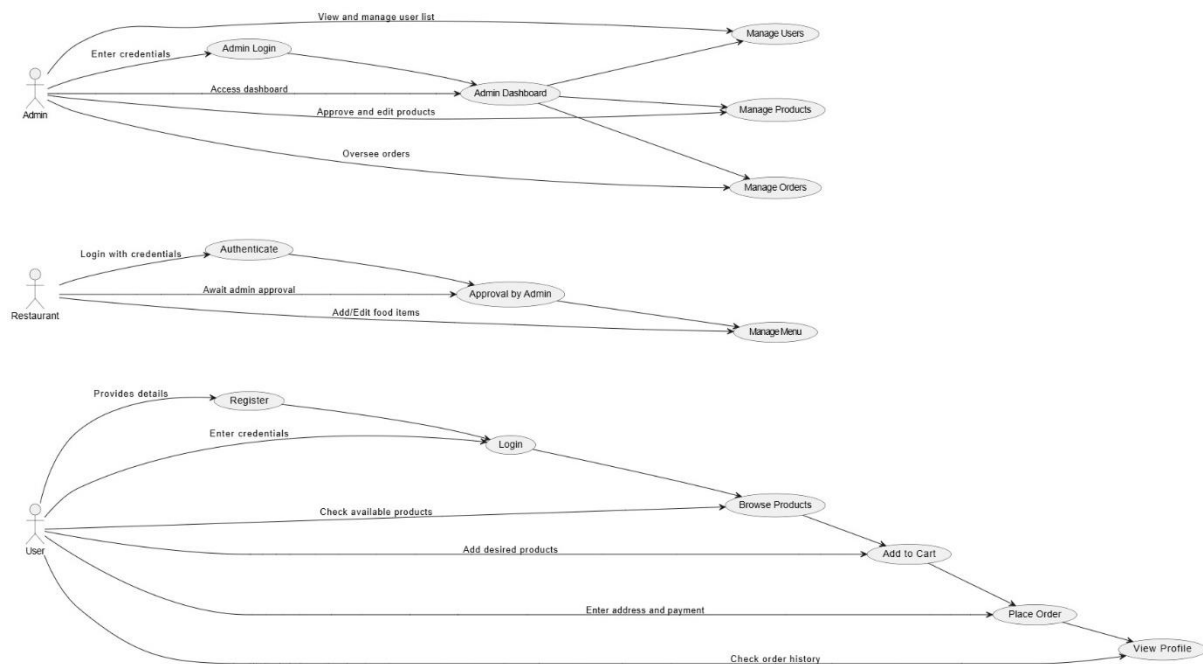 View and manage user list
Manage Users
Enter credentials
Admin Login
Access dashboard
Admin Dashboard
Admin
Approve and edit products
Manage Products
Oversee orders
Manage Orders
Login with credentials
Authenticate
Await admin approval
Approval by Admin
Restaurant
Add/Edit food items
Manage Menu
Provides details
Register
Enter credentials
Login
Check available products
Browse Products
User
Add desired products
Add to Cart
Enter address and payment
Place Order
Check order history
View Profile